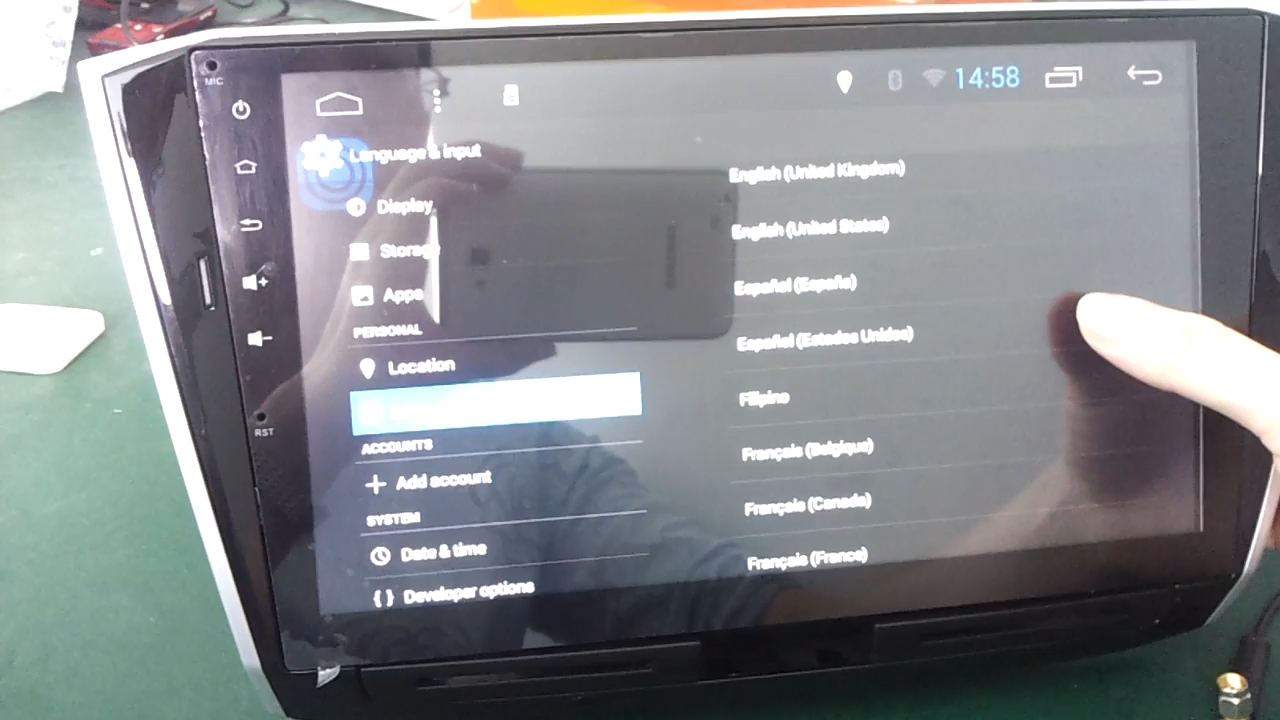 MIC
14:58
Language & input
Display
Storage
Apps
PERSONAL
Location
ACCOUNTS
Add account
SYSTEM
Date & time
{ } Developer options
RST
English (United Kingdom)
English (United States)
Español (España)
Español (Estados Unidos)
Filipino
Français (Belgique)
Français (Canada)
Français (France)